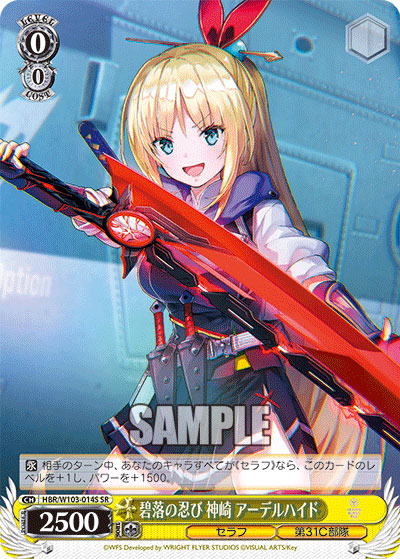 LEVEL
0
0
COST
Option
SAMPLE
永 相手のターン中、あなたのキャラすべてが《セラフ》なら、このカードのレベルを+1し、パワーを+1500。
CH HBR/W103-014S SR
碧落の忍び 神崎 アーデルハイド
2500
セラフ
第31C部隊
©WFS Developed by WRIGHT FLYER STUDIOS ©VISUAL ARTS/Key